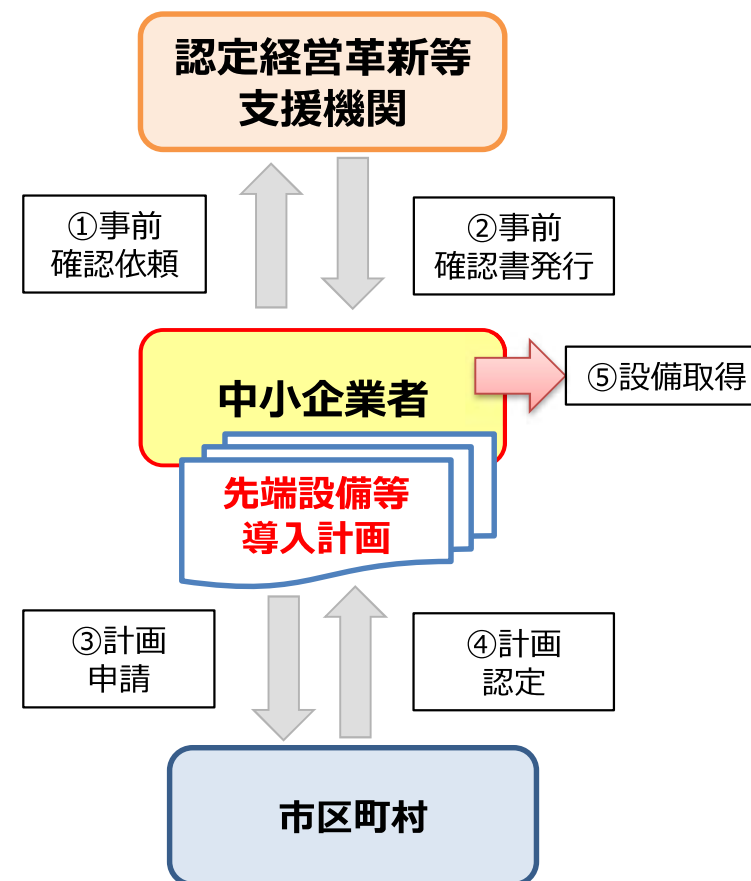 認定経営革新等
支援機関
①事前
確認依頼
②事前
確認書発行
中小企業者
⑤設備取得
先端設備等
導入計画
③計画
申請
④計画
認定
市区町村